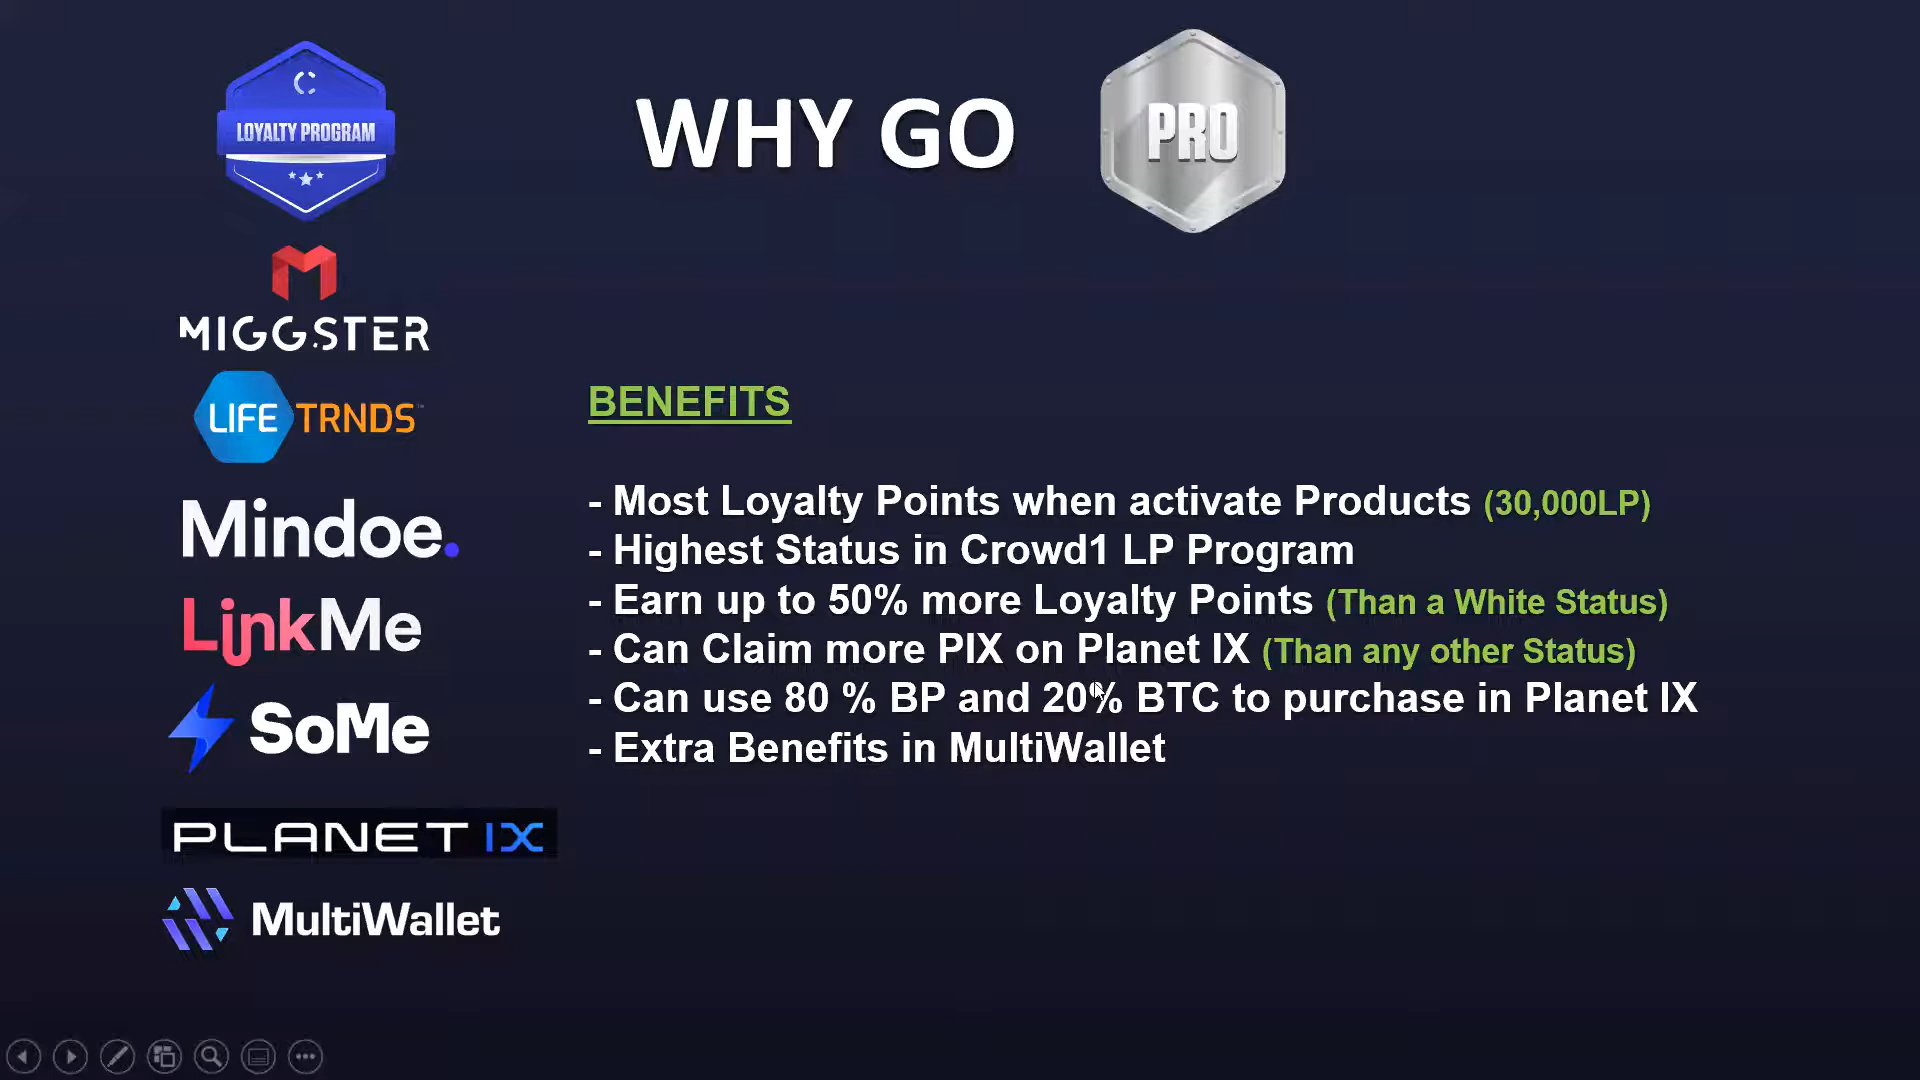 LOYALTY PROGRAM
WHY GO
PRO
MIGGSTER
LIFE TRNDS
Mindoe.
LinkMe
SoMe
PLANET IX
MultiWallet
BENEFITS
- Most Loyalty Points when activate Products (30,000LP)
- Highest Status in Crowd1 LP Program
- Earn up to 50% more Loyalty Points (Than a White Status)
- Can Claim more PIX on Planet IX (Than any other Status)
- Can use 80 % BP and 20% BTC to purchase in Planet IX
- Extra Benefits in MultiWallet